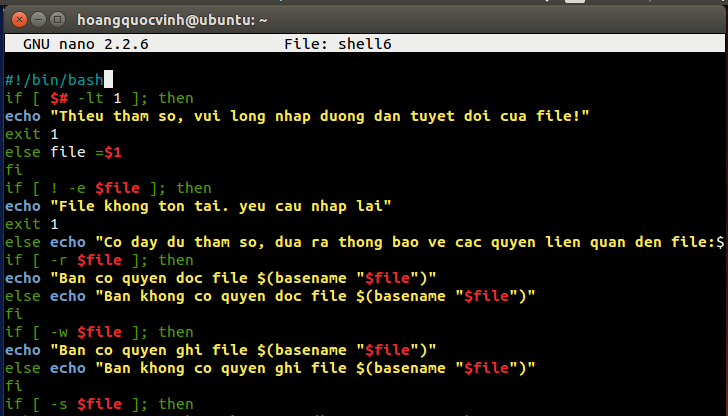 hoangquocvinh@ubuntu: ~
GNU nano 2.2.6 File: shell6
#!/bin/bash
if [ $# -lt 1 ]; then
echo "Thieu tham so, vui long nhap duong dan tuyet doi cua file!"
exit 1
else file =$1
fi
if [ ! -e $file ]; then
echo "File khong ton tai. yeu cau nhap lai"
exit 1
else echo "Co day du tham so, dua ra thong bao ve cac quyen lien quan den file:$
if [ -r $file ]; then
echo "Ban co quyen doc file $(basename "$file")"
else echo "Ban khong co quyen doc file $(basename "$file")"
fi
if [ -w $file ]; then
echo "Ban co quyen ghi file $(basename "$file")"
else echo "Ban khong co quyen ghi file $(basename "$file")"
fi
if [ -s $file ]; then